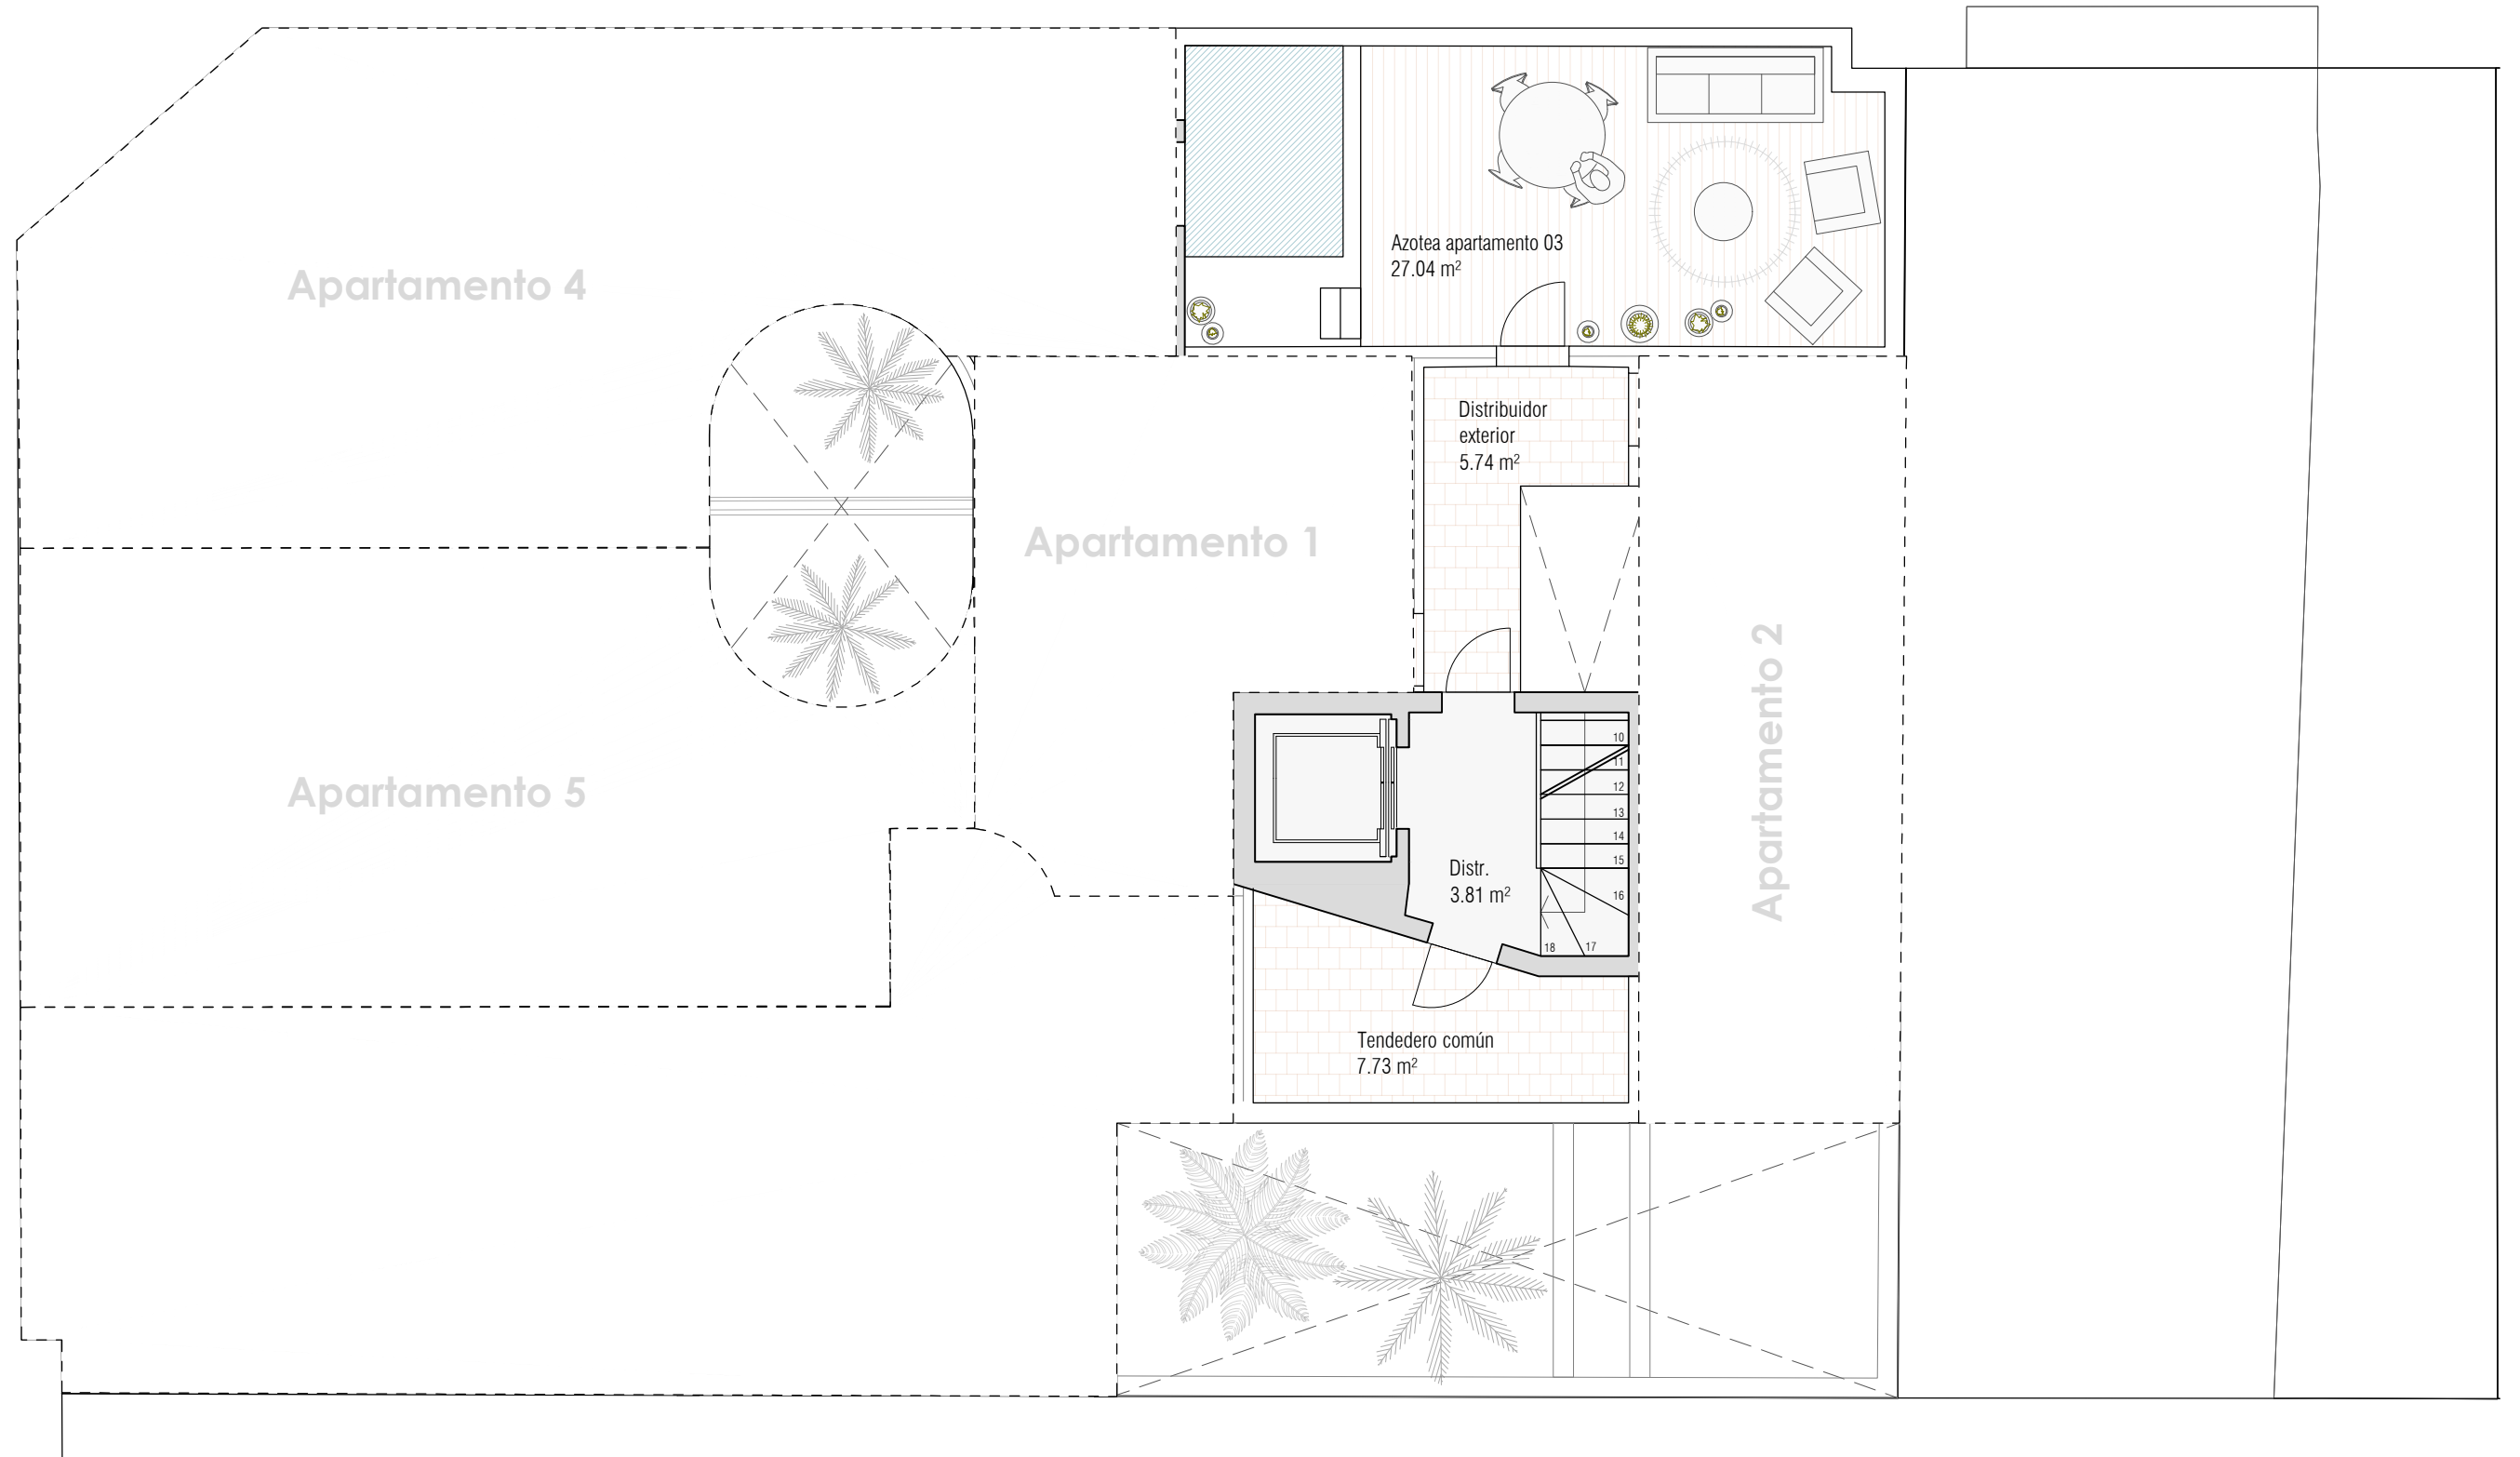 Azotea apartamento 03
27.04 m²
Apartamento 4
Distribuidor
exterior
5.74 m²
Apartamento 1
Apartamento 2
Apartamento 5
10
11
12
13
14
15
16
17
18
Distr.
3.81 m²
Tendedero común
7.73 m²